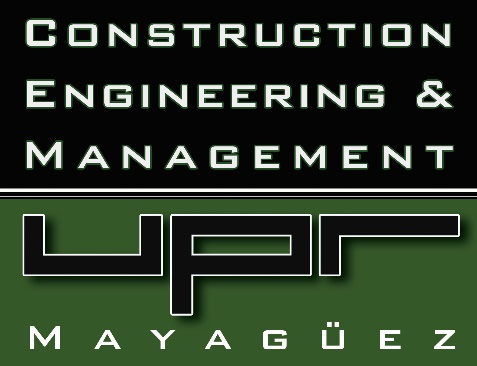 CONSTRUCTION
ENGINEERING &
MANAGEMENT
upr
MAYAGÜEZ